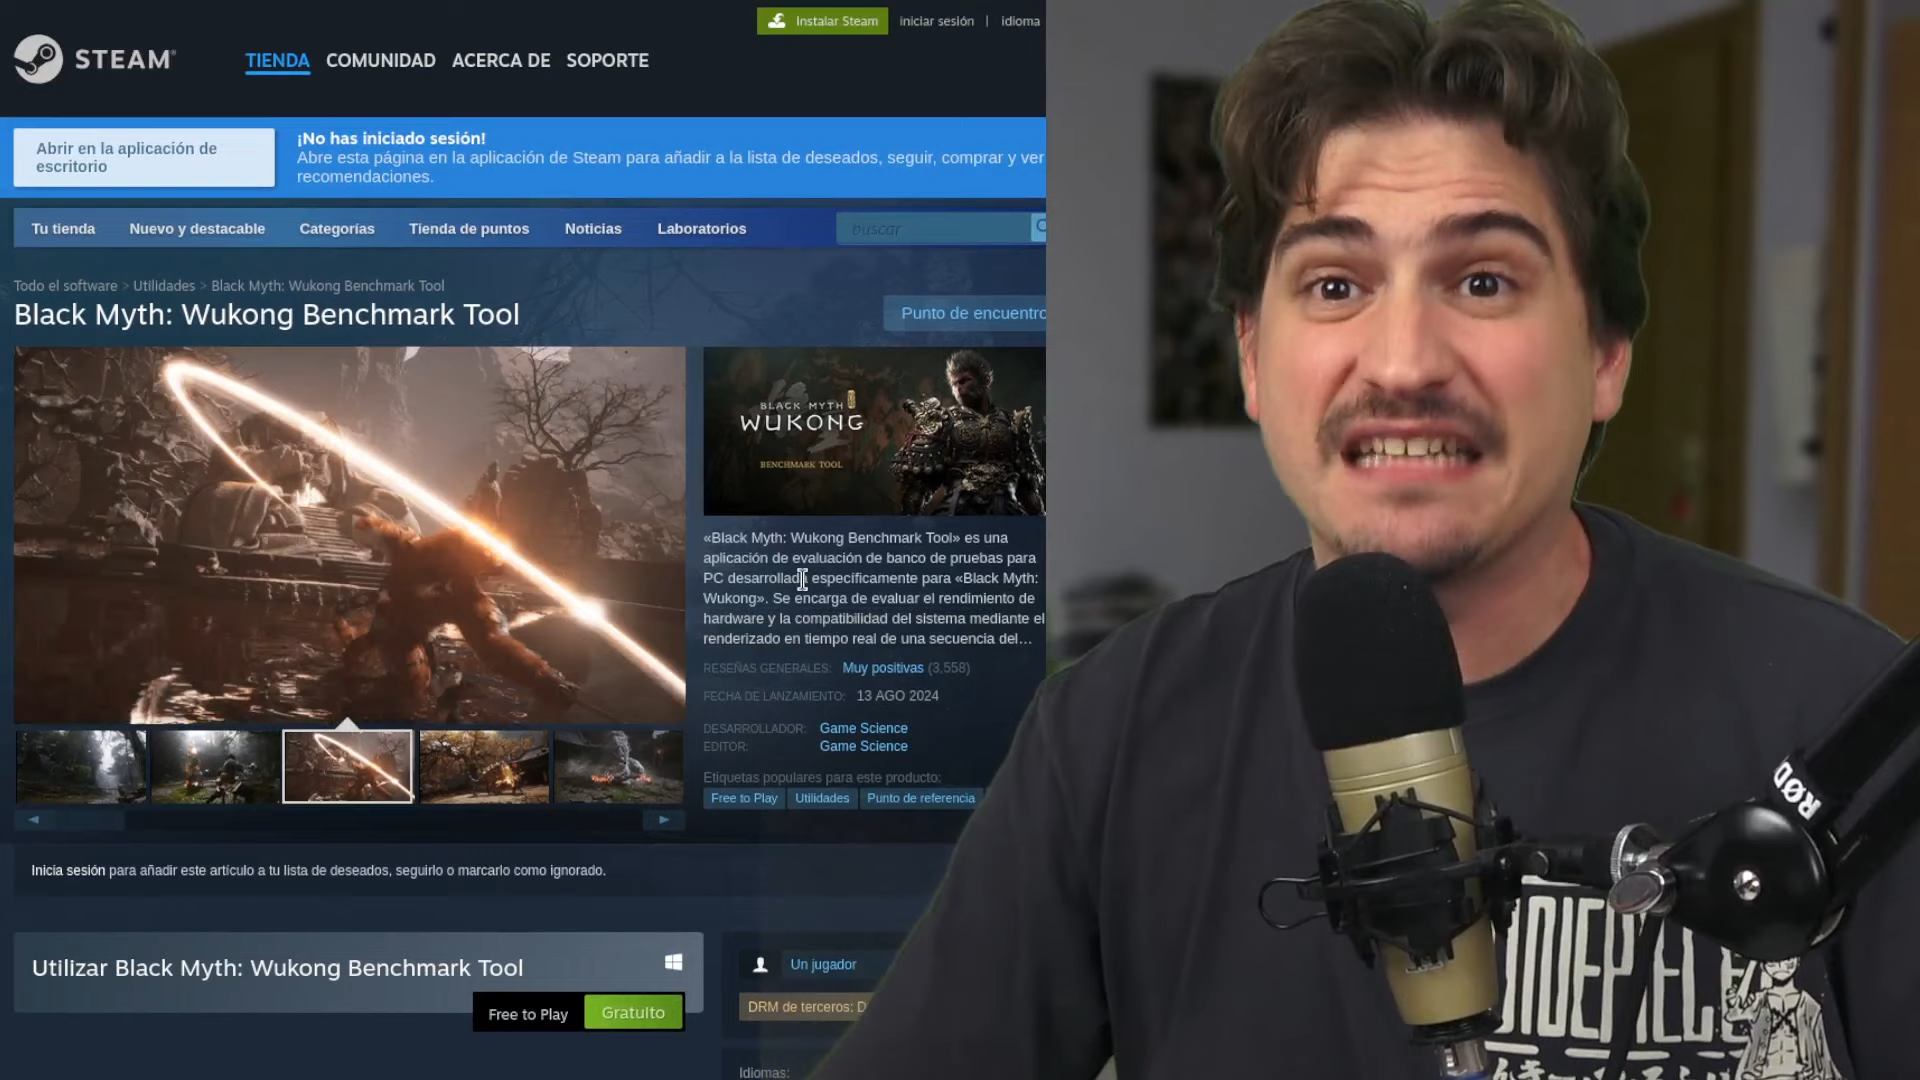 Instalar Steam
iniciar sesión | idioma
STEAM
TIENDA COMUNIDAD ACERCA DE SOPORTE
Abrir en la aplicación de
escritorio
¡No has iniciado sesión!
Abre esta página en la aplicación de Steam para añadir a la lista de deseados, seguir, comprar y ver
recomendaciones.
Tu tienda Nuevo y destacable Categorías Tienda de puntos Noticias Laboratorios
buscar
Todo el software > Utilidades > Black Myth: Wukong Benchmark Tool
Black Myth: Wukong Benchmark Tool
Punto de encuentro
BLACK MYTH
WUKONG
BENCHMARK TOOL
«Black Myth: Wukong Benchmark Tool» es una
aplicación de evaluación de banco de pruebas para
PC desarrollada específicamente para «Black Myth:
Wukong». Se encarga de evaluar el rendimiento de
hardware y la compatibilidad del sistema mediante el
renderizado en tiempo real de una secuencia del...
RESEÑAS GENERALES: Muy positivas (3,558)
FECHA DE LANZAMIENTO: 13 AGO 2024
DESARROLLADOR: Game Science
EDITOR: Game Science
Etiquetas populares para este producto:
Free to Play Utilidades Punto de referencia
Inicia sesión para añadir este artículo a tu lista de deseados, seguirlo o marcarlo como ignorado.
Utilizar Black Myth: Wukong Benchmark Tool
Free to Play Gratuito
Un jugador
DRM de terceros: D
Idiomas:
RØD